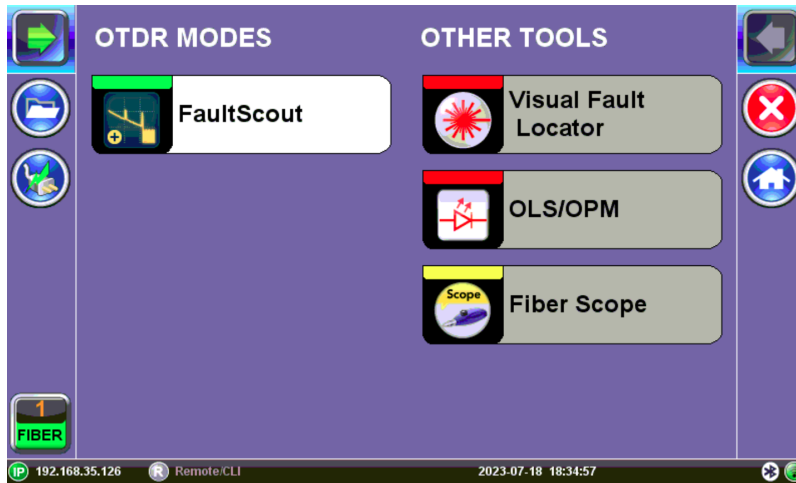 OTDR MODES
OTHER TOOLS
FaultScout
Visual Fault
Locator
OLS/OPM
Scope
Fiber Scope
1
FIBER
IP 192.168.35.126
R Remote/CLI
2023-07-18 18:34:57